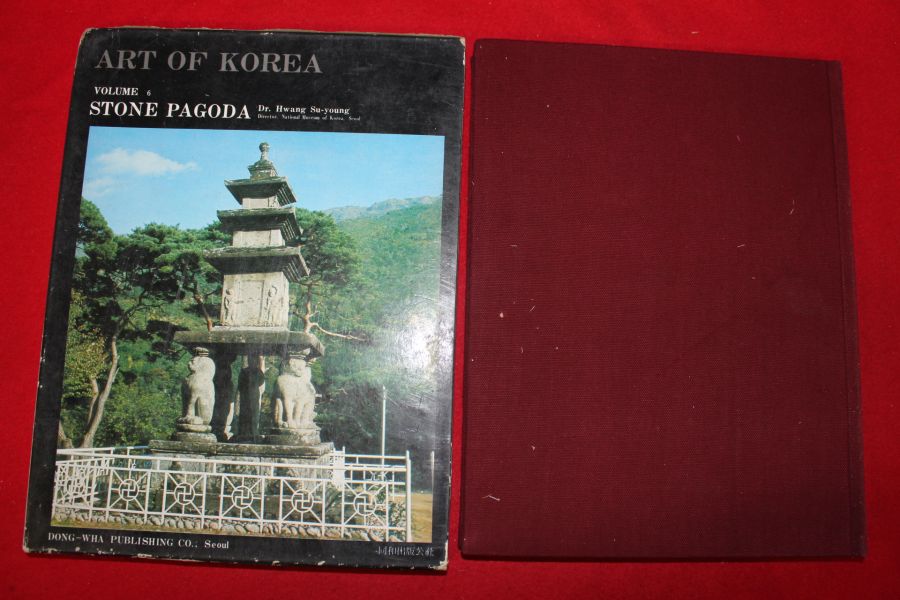 ART OF KOREA
VOLUME 6
STONE PAGODA Dr. Hwang Su-young
Director, National Museum of Korea, Seoul
DONG-WHA PUBLISHING CO.; Seoul
同和出版公社